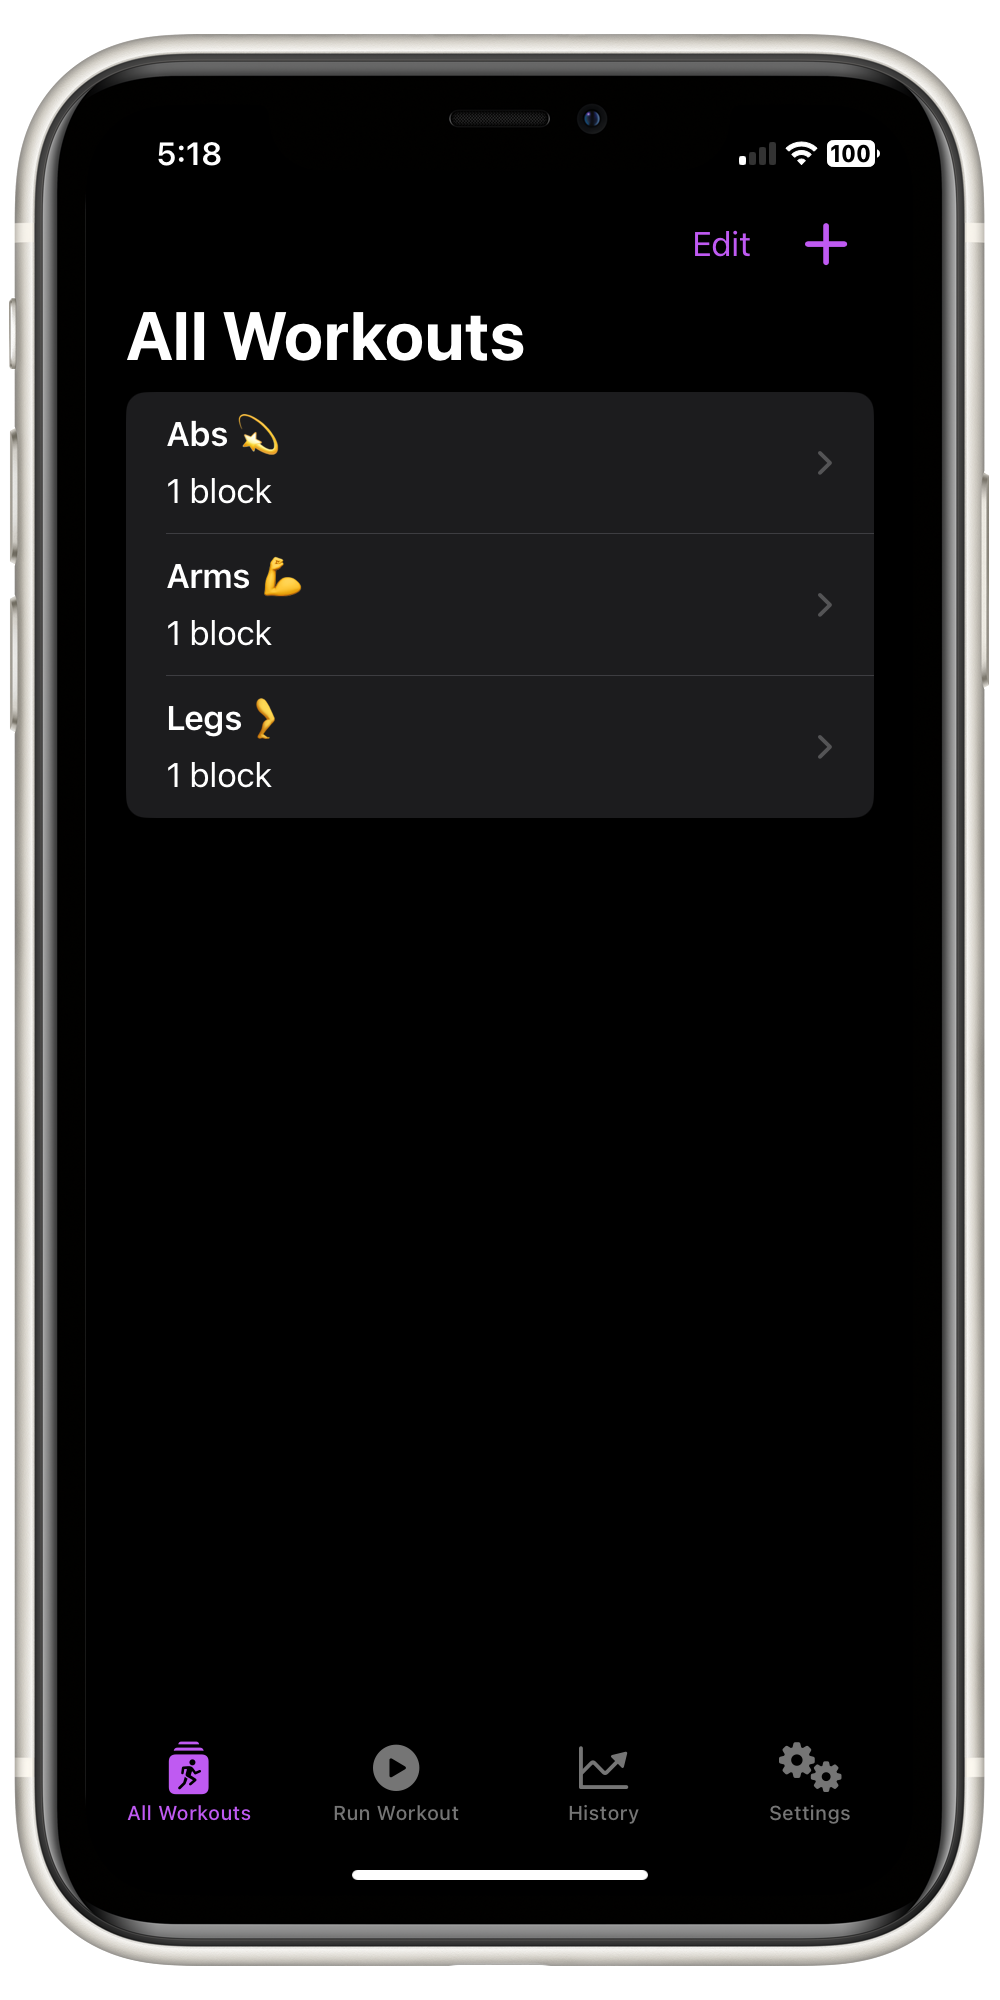 5:18
100
Edit
All Workouts
Abs 💫
1 block
Arms 💪
1 block
Legs 🦵
1 block
All Workouts
Run Workout
History
Settings